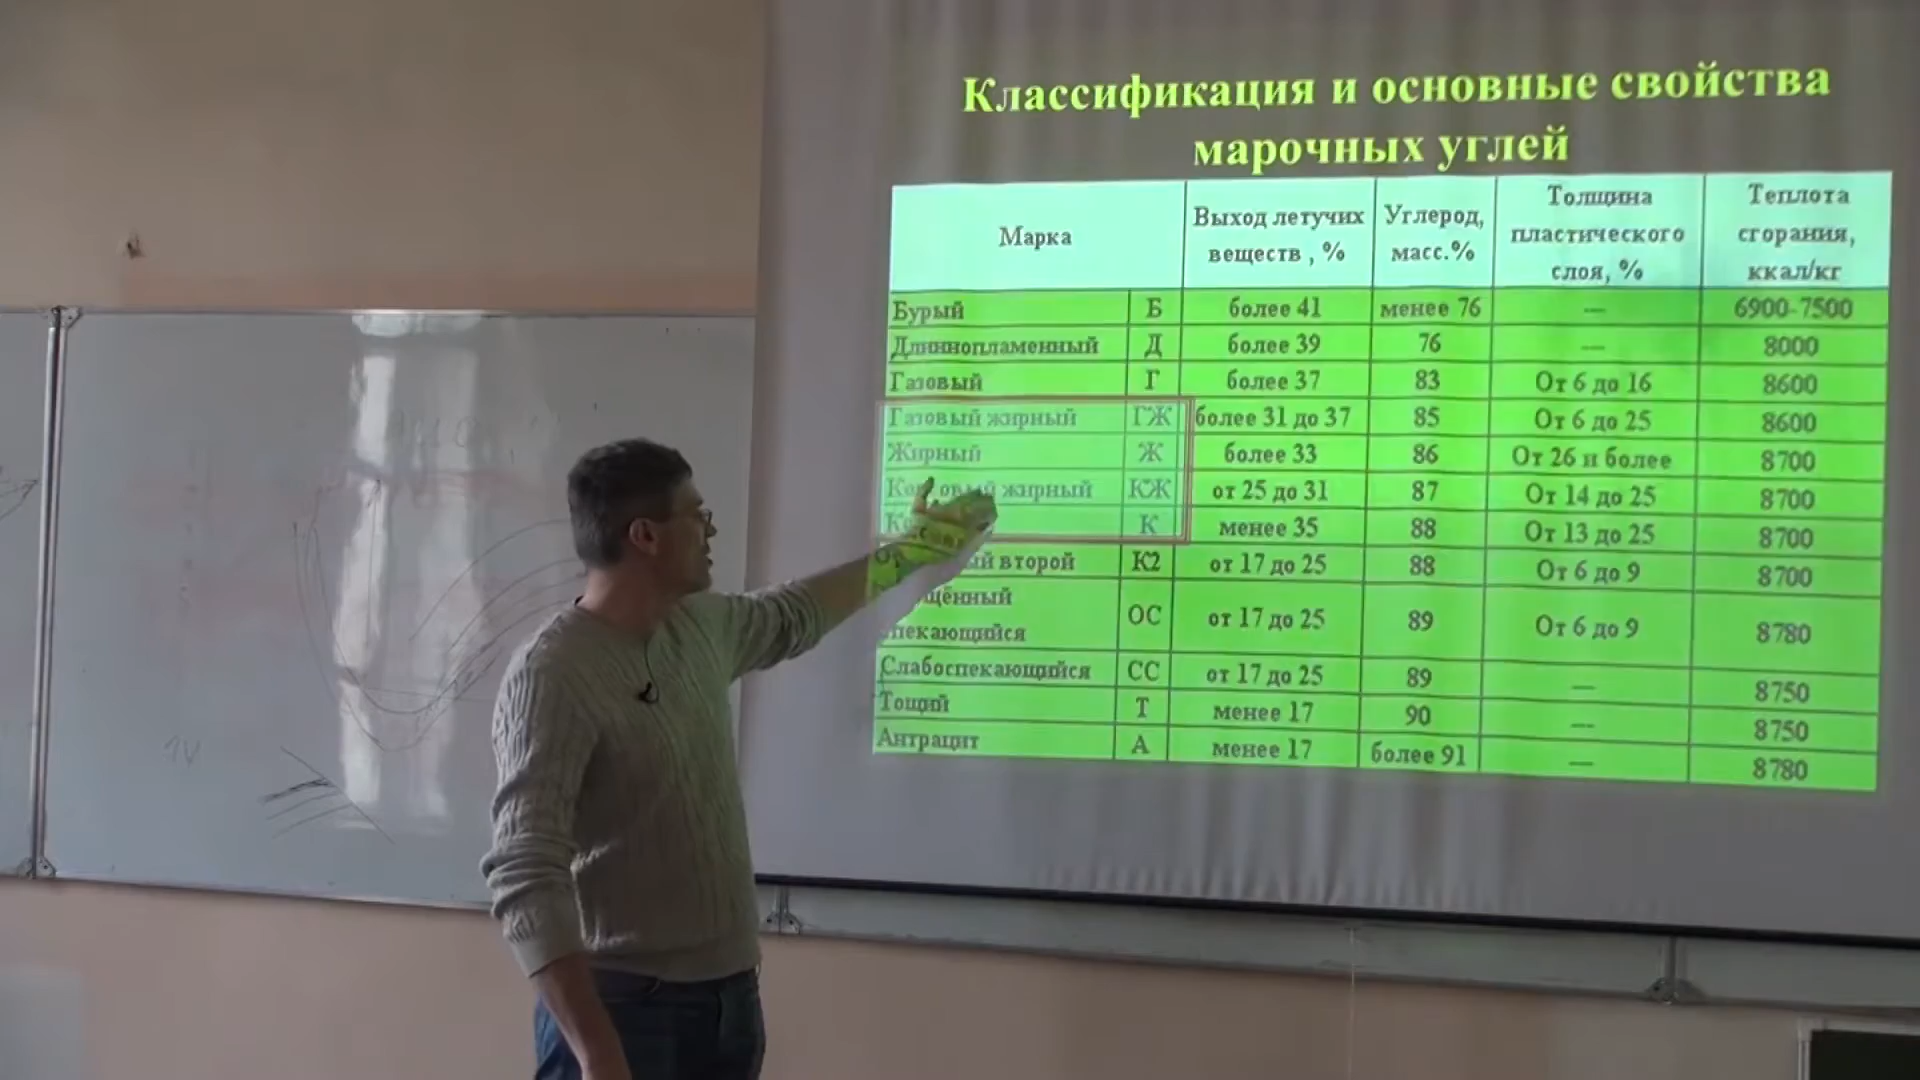 Классификация и основные свойства
марочных углей
Марка
Выход летучих
веществ , %
Углерод,
масс.%
Толщина
пластического
слоя, %
Теплота
сгорания,
ккал/кг
Бурый Б более 41 менее 76 — 6900-7500
Длиннопламенный Д более 39 76 — 8000
Газовый Г более 37 83 От 6 до 16 8600
Газовый жирный ГЖ более 31 до 37 85 От 6 до 25 8600
Жирный Ж более 33 86 От 26 и более 8700
жирный КЖ от 25 до 31 87 От 14 до 25 8700
К менее 35 88 От 13 до 25 8700
второй К2 от 17 до 25 88 От 6 до 9 8700
ОС от 17 до 25 89 От 6 до 9 8780
Слабоспекающийся СС от 17 до 25 89 — 8750
Тощий Т менее 17 90 — 8750
Антрацит А менее 17 более 91 — 8780